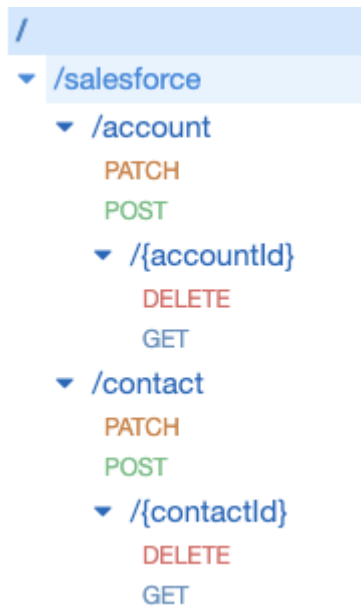 /
/salesforce
/account
PATCH
POST
/{accountId}
DELETE
GET
/contact
PATCH
POST
/{contactId}
DELETE
GET